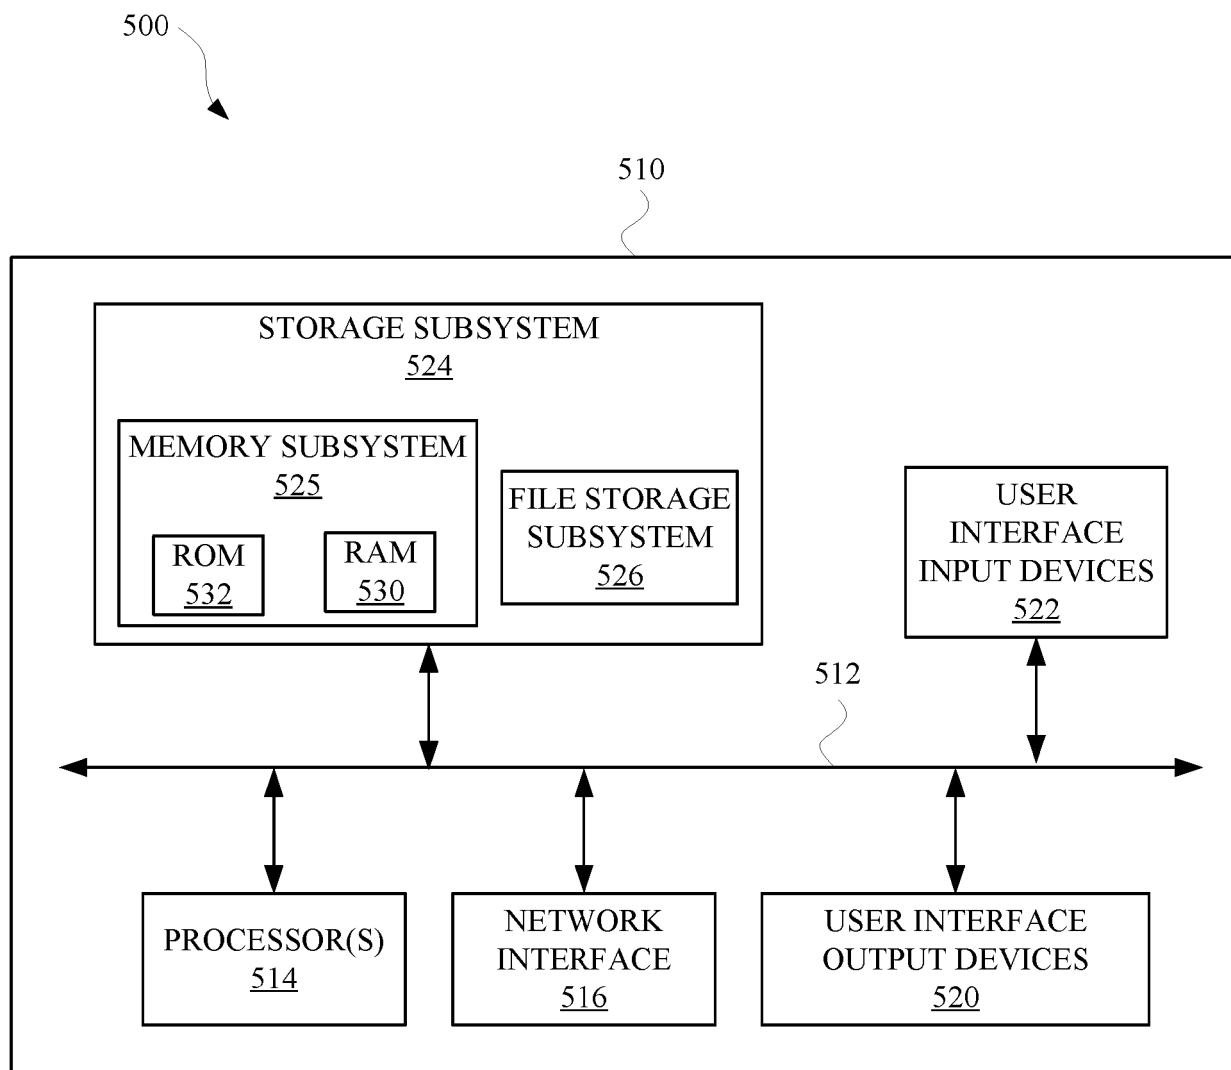 500
510
STORAGE SUBSYSTEM
524
MEMORY SUBSYSTEM
525
ROM
532
RAM
530
FILE STORAGE
SUBSYSTEM
526
USER
INTERFACE
INPUT DEVICES
522
512
PROCESSOR(S)
514
NETWORK
INTERFACE
516
USER INTERFACE
OUTPUT DEVICES
520